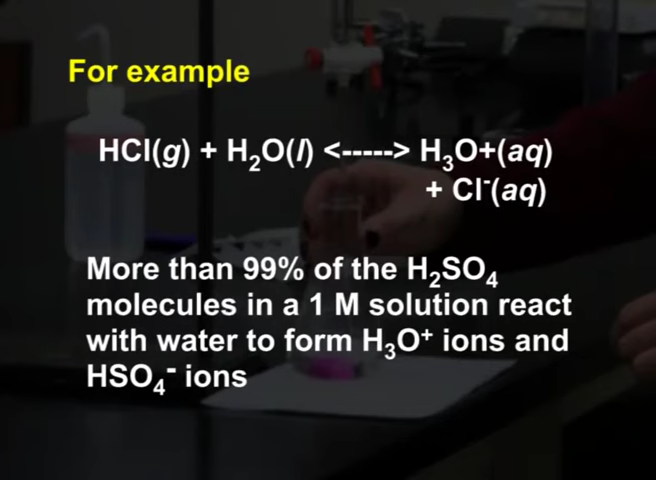 For example
HCl(g) + H₂O(l) <-----> H₃O+(aq)
+ Cl⁻(aq)
More than 99% of the H₂SO₄
molecules in a 1 M solution react
with water to form H₃O⁺ ions and
HSO₄⁻ ions